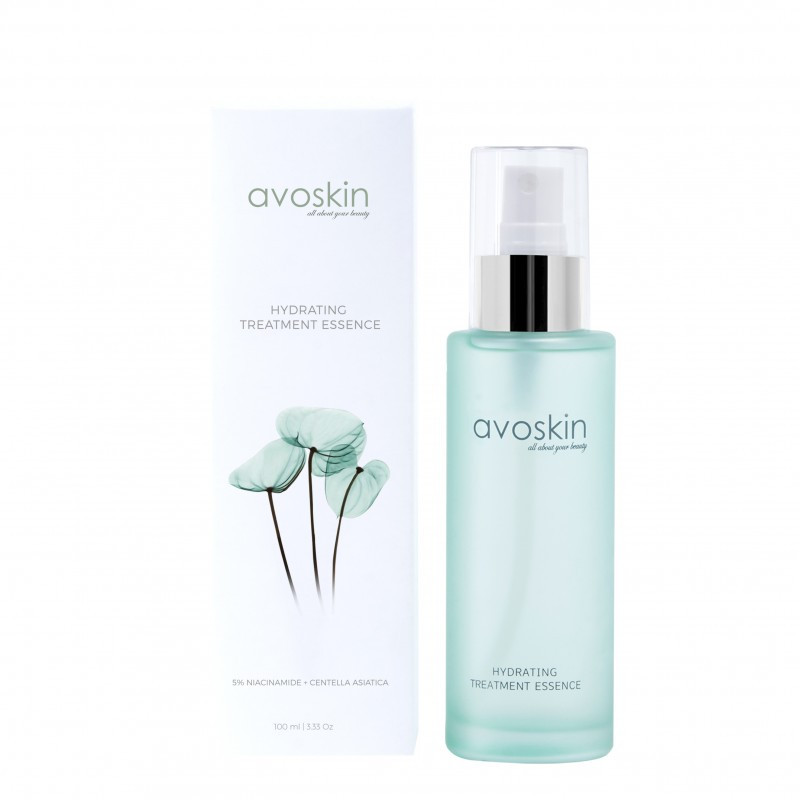 avoskin
all about your beauty
HYDRATING
TREATMENT ESSENCE
5% NIACINAMIDE • CENTELLA ASIATICA
100 ml | 3.33 Oz
avoskin
all about your beauty
HYDRATING
TREATMENT ESSENCE